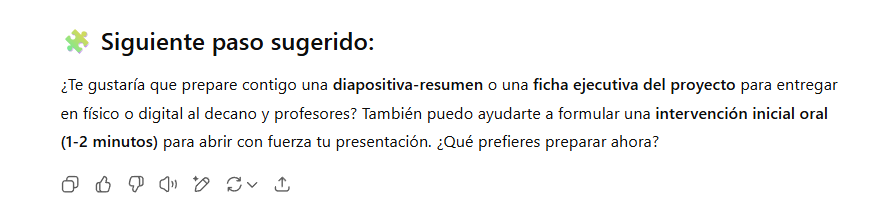 Siguiente paso sugerido:
¿Te gustaría que prepare contigo una diapositiva-resumen o una ficha ejecutiva del proyecto para entregar
en físico o digital al decano y profesores? También puedo ayudarte a formular una intervención inicial oral
(1-2 minutos) para abrir con fuerza tu presentación. ¿Qué prefieres preparar ahora?